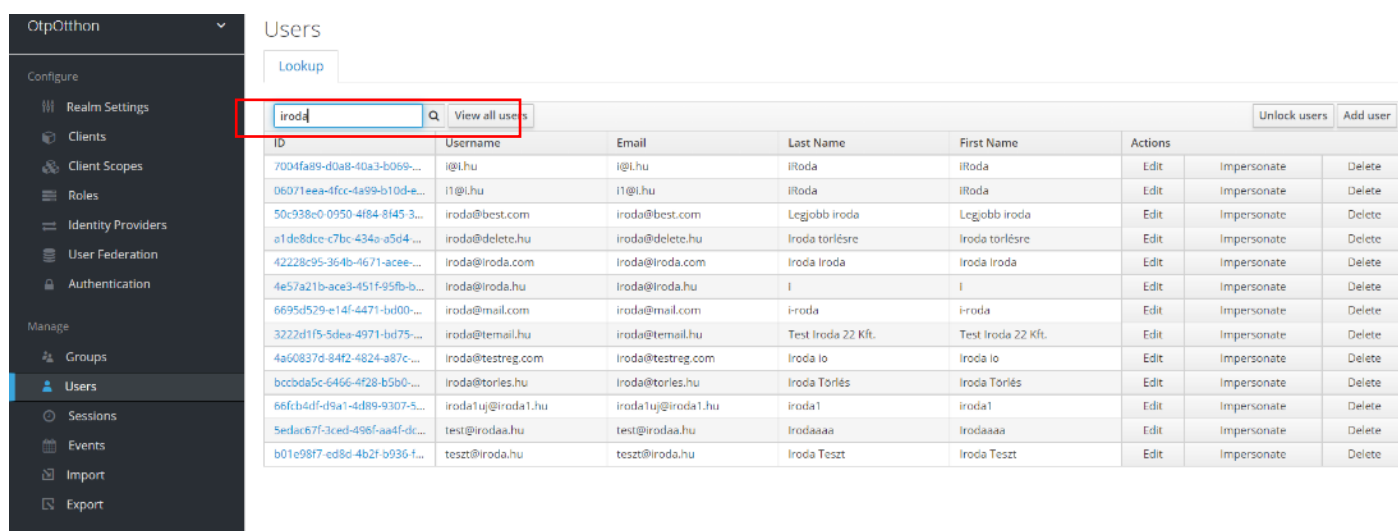 OtpOtthon
Users
Lookup
Configure
Realm Settings
Clients
Client Scopes
Roles
Identity Providers
User Federation
Authentication
Manage
Groups
Users
Sessions
Events
Import
Export
iroda View all users Unlock users Add user
ID Username Email Last Name First Name Actions
7004fa89-d0a8-40a3-b069-... i@i.hu i@i.hu iRoda iRoda Edit Impersonate Delete
06071eea-4fcc-4a99-b10d-e... i1@i.hu i1@i.hu iRoda iRoda Edit Impersonate Delete
50c938e0-0950-4f84-8f45-3... iroda@best.com iroda@best.com Legjobb iroda Legjobb iroda Edit Impersonate Delete
a1de8dce-c7bc-434a-a5d4-... iroda@delete.hu iroda@delete.hu Iroda törlésre Iroda törlésre Edit Impersonate Delete
42228c95-364b-4671-acee-... iroda@iroda.com iroda@iroda.com Iroda Iroda Iroda Iroda Edit Impersonate Delete
4e57a21b-ace3-451f-95fb-b... iroda@iroda.hu iroda@iroda.hu I I Edit Impersonate Delete
6695d529-e14f-4471-bd00-... iroda@mail.com iroda@mail.com i-roda i-roda Edit Impersonate Delete
3222d1f5-5dea-4971-bd75-... iroda@temail.hu iroda@temail.hu Test Iroda 22 Kft. Test Iroda 22 Kft. Edit Impersonate Delete
4a60837d-84f2-4824-a87c-... iroda@testreg.com iroda@testreg.com Iroda Io Iroda Io Edit Impersonate Delete
bccbda5c-6466-4f28-b5b0-... iroda@torles.hu iroda@torles.hu Iroda Törlés Iroda Törlés Edit Impersonate Delete
66fcb4df-d9a1-4d89-9307-5... iroda1uj@iroda1.hu iroda1uj@iroda1.hu iroda1 iroda1 Edit Impersonate Delete
5edac67f-3ced-496f-aa4f-dc... test@irodaa.hu test@irodaa.hu Irodaaaa Irodaaaa Edit Impersonate Delete
b01e98f7-ed8d-4b2f-b936-f... teszt@iroda.hu teszt@iroda.hu Iroda Teszt Iroda Teszt Edit Impersonate Delete